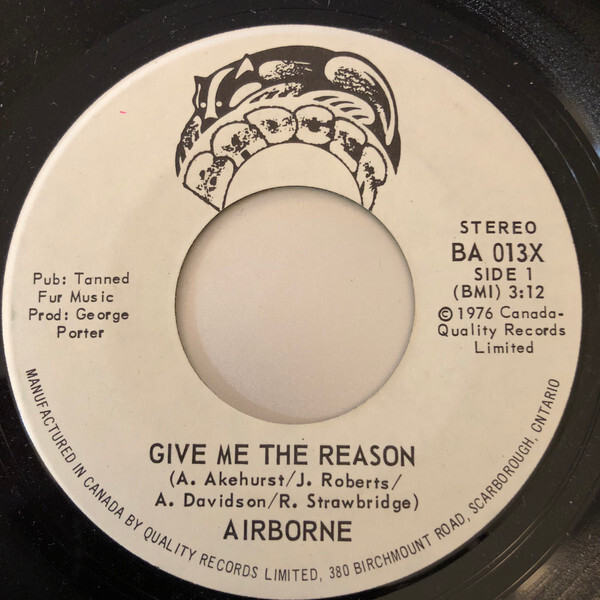 STEREO
BA 013X
SIDE 1
(BMI) 3:12
© 1976 Canada-
Quality Records
Limited
Pub: Tanned
Fur Music
Prod: George
Porter
GIVE ME THE REASON
(A. Akehurst/J. Roberts/
A. Davidson/R. Strawbridge)
AIRBORNE
MANUFACTURED IN CANADA BY QUALITY RECORDS LIMITED, 380 BIRCHMOUNT ROAD, SCARBOROUGH, ONTARIO